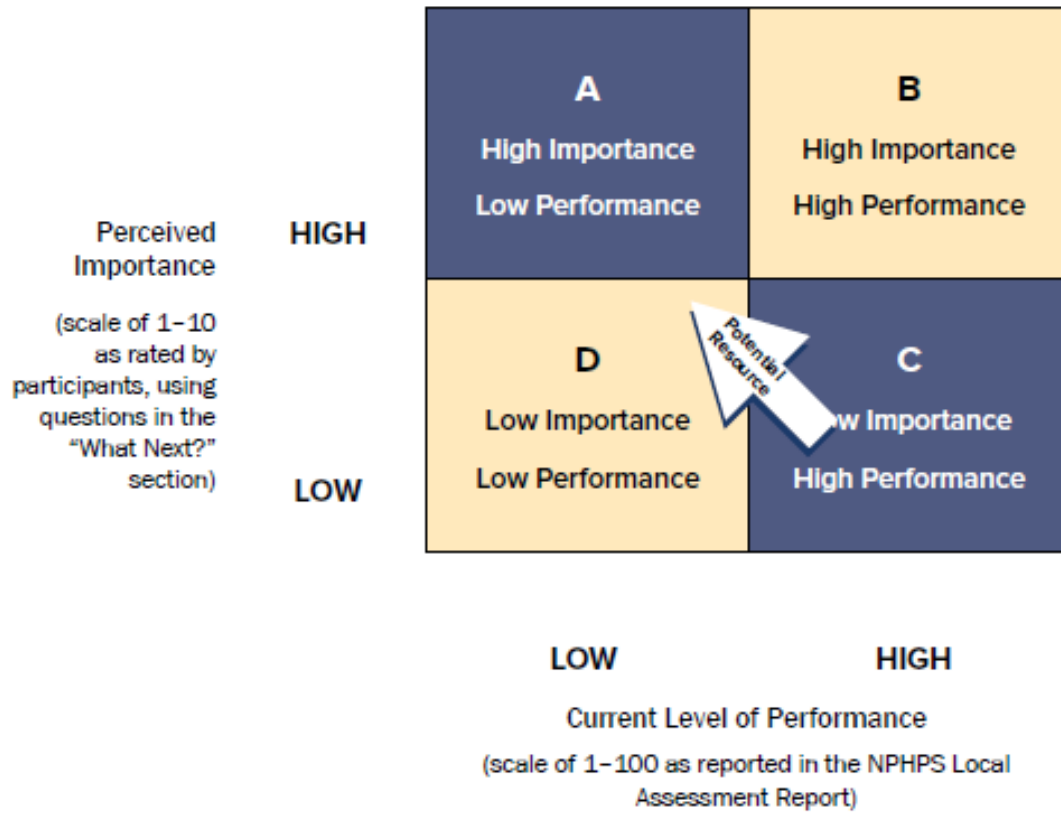 A
High Importance
Low Performance
B
High Importance
High Performance
Perceived
Importance
(scale of 1–10
as rated by
participants, using
questions in the
“What Next?”
section)
HIGH
LOW
D
Low Importance
Low Performance
Potential
Resource
C
Importance
High Performance
LOW
HIGH
Current Level of Performance
(scale of 1–100 as reported in the NPHPS Local
Assessment Report)